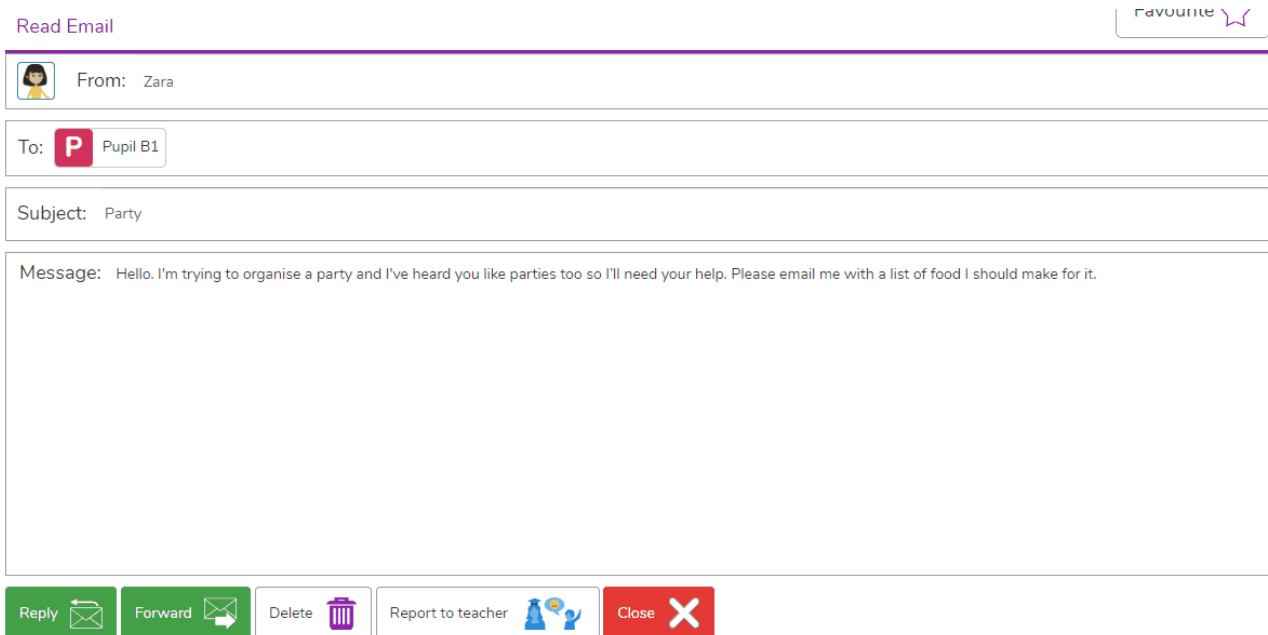 Favourite
Read Email
From: Zara
To: P Pupil B1
Subject: Party
Message: Hello. I'm trying to organise a party and I've heard you like parties too so I'll need your help. Please email me with a list of food I should make for it.
Reply Forward Delete Report to teacher Close